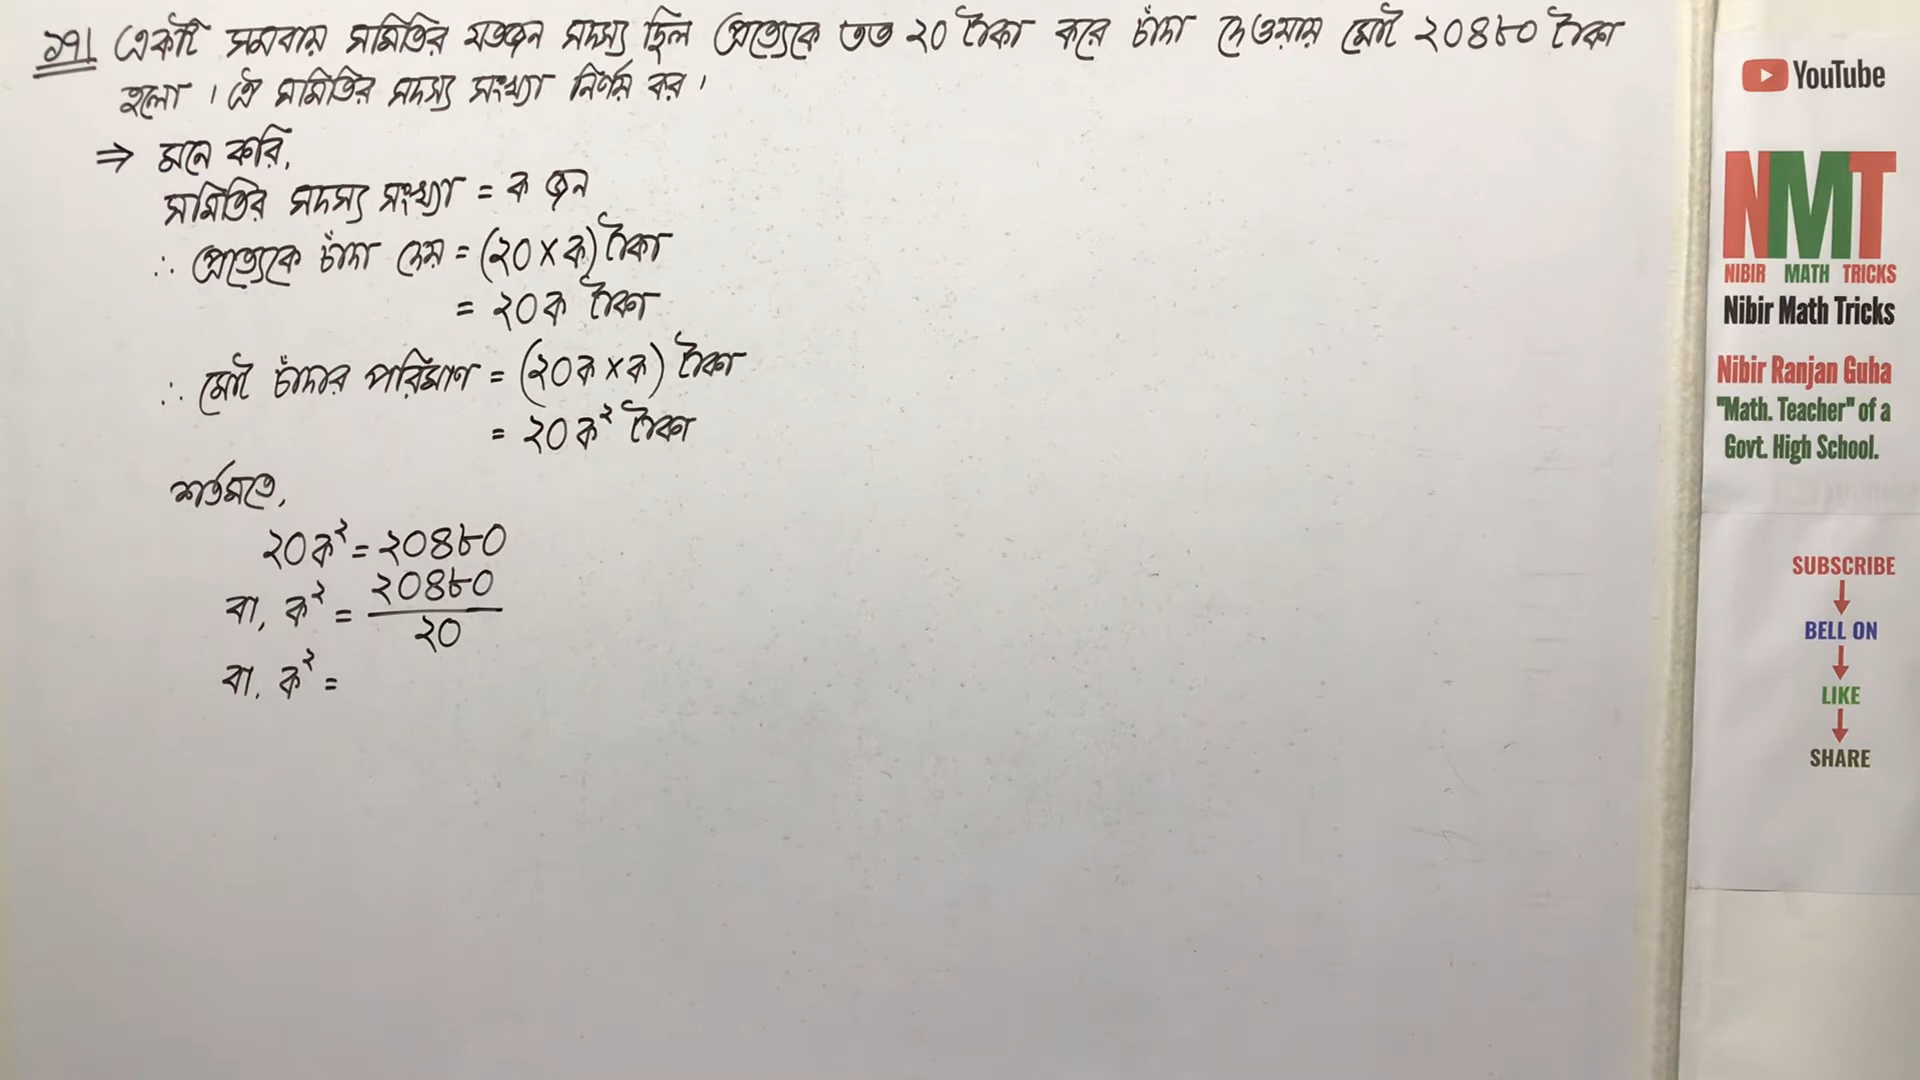 ১৭। একটি সমবায় সমিতির যতজন সদস্য ছিল প্রত্যেকে তত ২০ টাকা করে চাঁদা দেওয়ায় মোট ২০৪৮০ টাকা
হলো । ঐ সমিতির সদস্য সংখ্যা নির্ণয় কর ।
⇒ মনে করি,
সমিতির সদস্য সংখ্যা = ক জন
∴ প্রত্যেকে চাঁদা দেয় = (২০ × ক) টাকা
= ২০ক টাকা
∴ মোট চাঁদার পরিমাণ = (২০ক × ক) টাকা
= ২০ক² টাকা
শর্তমতে,
২০ক² = ২০৪৮০
বা, ক² = ২০৪৮০/২০
বা, ক² =
YouTube
NMT
NIBIR MATH TRICKS
Nibir Math Tricks
Nibir Ranjan Guha
"Math. Teacher" of a
Govt. High School.
SUBSCRIBE
↓
BELL ON
↓
LIKE
↓
SHARE